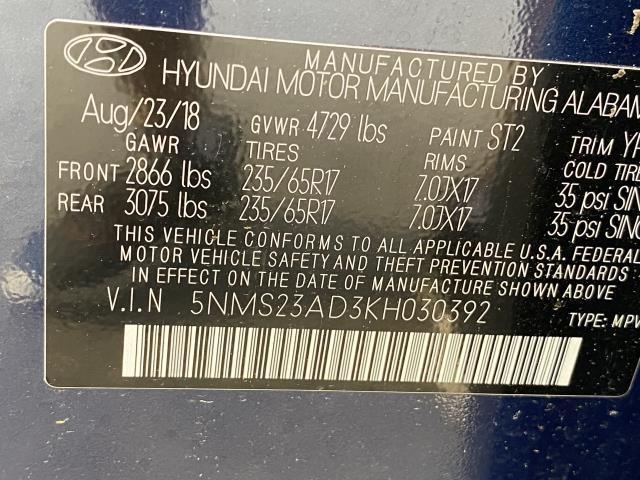 MANUFACTURED BY
HYUNDAI MOTOR MANUFACTURING ALABAM
Aug/23/18 GVWR 4729 lbs PAINT ST2 TRIM
GAWR TIRES RIMS COLD TIRE
FRONT 2866 lbs 235/65R17 7.0JX17 35 psi SING
REAR 3075 lbs 235/65R17 7.0JX17 35 psi SING
THIS VEHICLE CONFORMS TO ALL APPLICABLE U.S.A. FEDERAL
MOTOR VEHICLE SAFETY AND THEFT PREVENTION STANDARDS
IN EFFECT ON THE DATE OF MANUFACTURE SHOWN ABOVE.
V.I.N 5NMS23AD3KH030392 TYPE: MPV